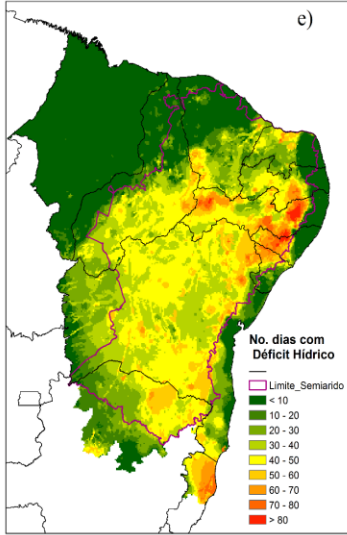 e)
No. dias com
Déficit Hídrico
Limite_Semiarido
< 10
10 - 20
20 - 30
30 - 40
40 - 50
50 - 60
60 - 70
70 - 80
> 80